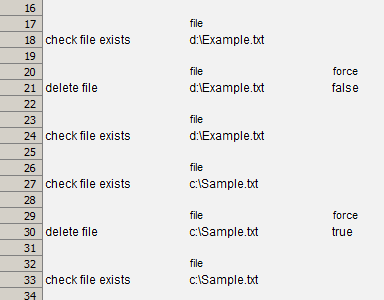 16
17 file
18 check file exists d:\Example.txt
19
20 file force
21 delete file d:\Example.txt false
22
23 file
24 check file exists d:\Example.txt
25
26 file
27 check file exists c:\Sample.txt
28
29 file force
30 delete file c:\Sample.txt true
31
32 file
33 check file exists c:\Sample.txt
34